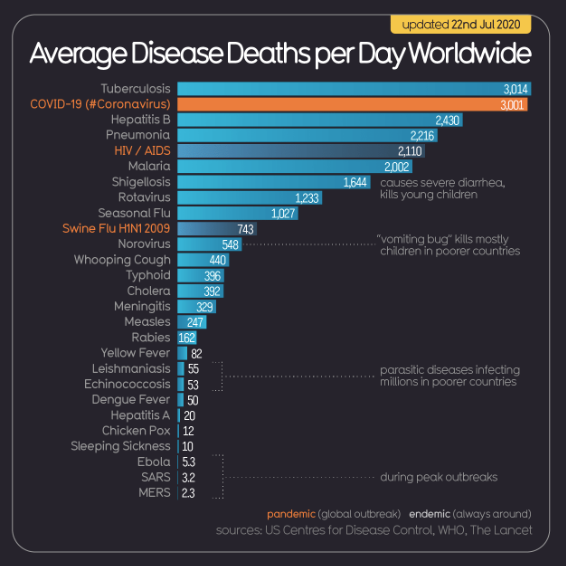 updated 22nd Jul 2020
Average Disease Deaths per Day Worldwide
Tuberculosis 3,014
COVID-19 (#Coronavirus) 3,001
Hepatitis B 2,430
Pneumonia 2,216
HIV / AIDS 2,110
Malaria 2,002
Shigellosis 1,644 causes severe diarrhea,
kills young children
Rotavirus 1,233
Seasonal Flu 1,027
Swine Flu H1N1 2009 743
Norovirus 548 "vomiting bug" kills mostly
children in poorer countries
Whooping Cough 440
Typhoid 396
Cholera 392
Meningitis 329
Measles 247
Rabies 162
Yellow Fever 82
Leishmaniasis 55 parasitic diseases infecting
Echinococcosis 53 millions in poorer countries
Dengue Fever 50
Hepatitis A 20
Chicken Pox 12
Sleeping Sickness 10
Ebola 5.3
SARS 3.2 during peak outbreaks
MERS 2.3
pandemic (global outbreak) endemic (always around)
sources: US Centres for Disease Control, WHO, The Lancet